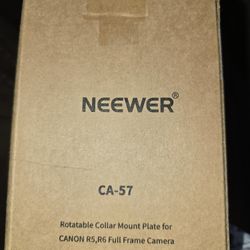 NEEWER®
CA-57
Rotatable Collar Mount Plate for
CANON R5,R6 Full Frame Camera